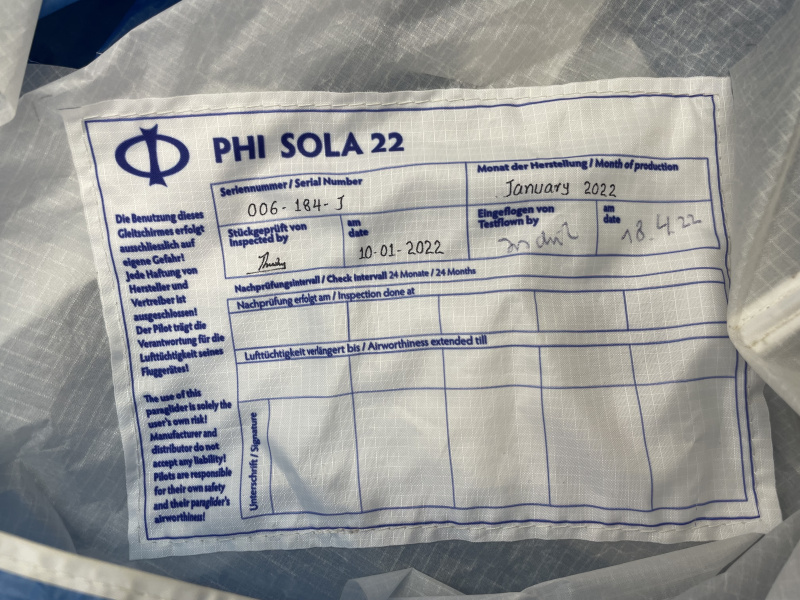 PHI SOLA 22
Seriennummer / Serial Number
006-184-J
Monat der Herstellung / Month of production
January 2022
Stückgeprüft von
Inspected by
am
date
10-01-2022
Eingeflogen von
Testflown by
am
date
18.4.22
Nachprüfungsintervall / Check Intervall 24 Monate / 24 Months
Nachprüfung erfolgt am / Inspection done at
Lufttüchtigkeit verlängert bis / Airworthiness extended till
Unterschrift / Signature
Die Benutzung dieses
Gleitschirmes erfolgt
ausschliesslich auf
eigene Gefahr!
Jede Haftung von
Hersteller und
Vertreiber ist
ausgeschlossen!
Der Pilot trägt die
Verantwortung für die
Lufttüchtigkeit seines
Fluggerätes!
The use of this
paraglider is solely the
user's own risk!
Manufacturer and
distributor do not
accept any liability!
Pilots are responsible
for their own safety
and their paraglider's
airworthiness!